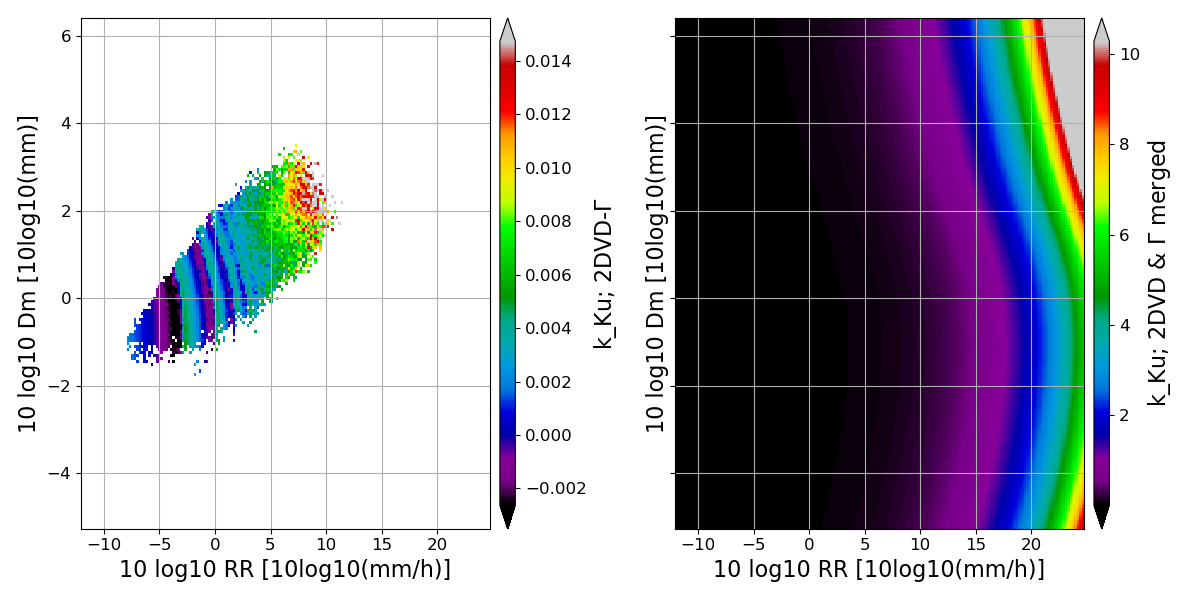 6
4
2
0
−2
−4
10 log10 Dm [10log10(mm)]
−10 −5 0 5 10 15 20
10 log10 RR [10log10(mm/h)]
0.014
0.012
0.010
0.008
0.006
0.004
0.002
0.000
−0.002
k_Ku; 2DVD-Γ
10 log10 Dm [10log10(mm)]
−10 −5 0 5 10 15 20
10 log10 RR [10log10(mm/h)]
10
8
6
4
2
k_Ku; 2DVD & Γ merged